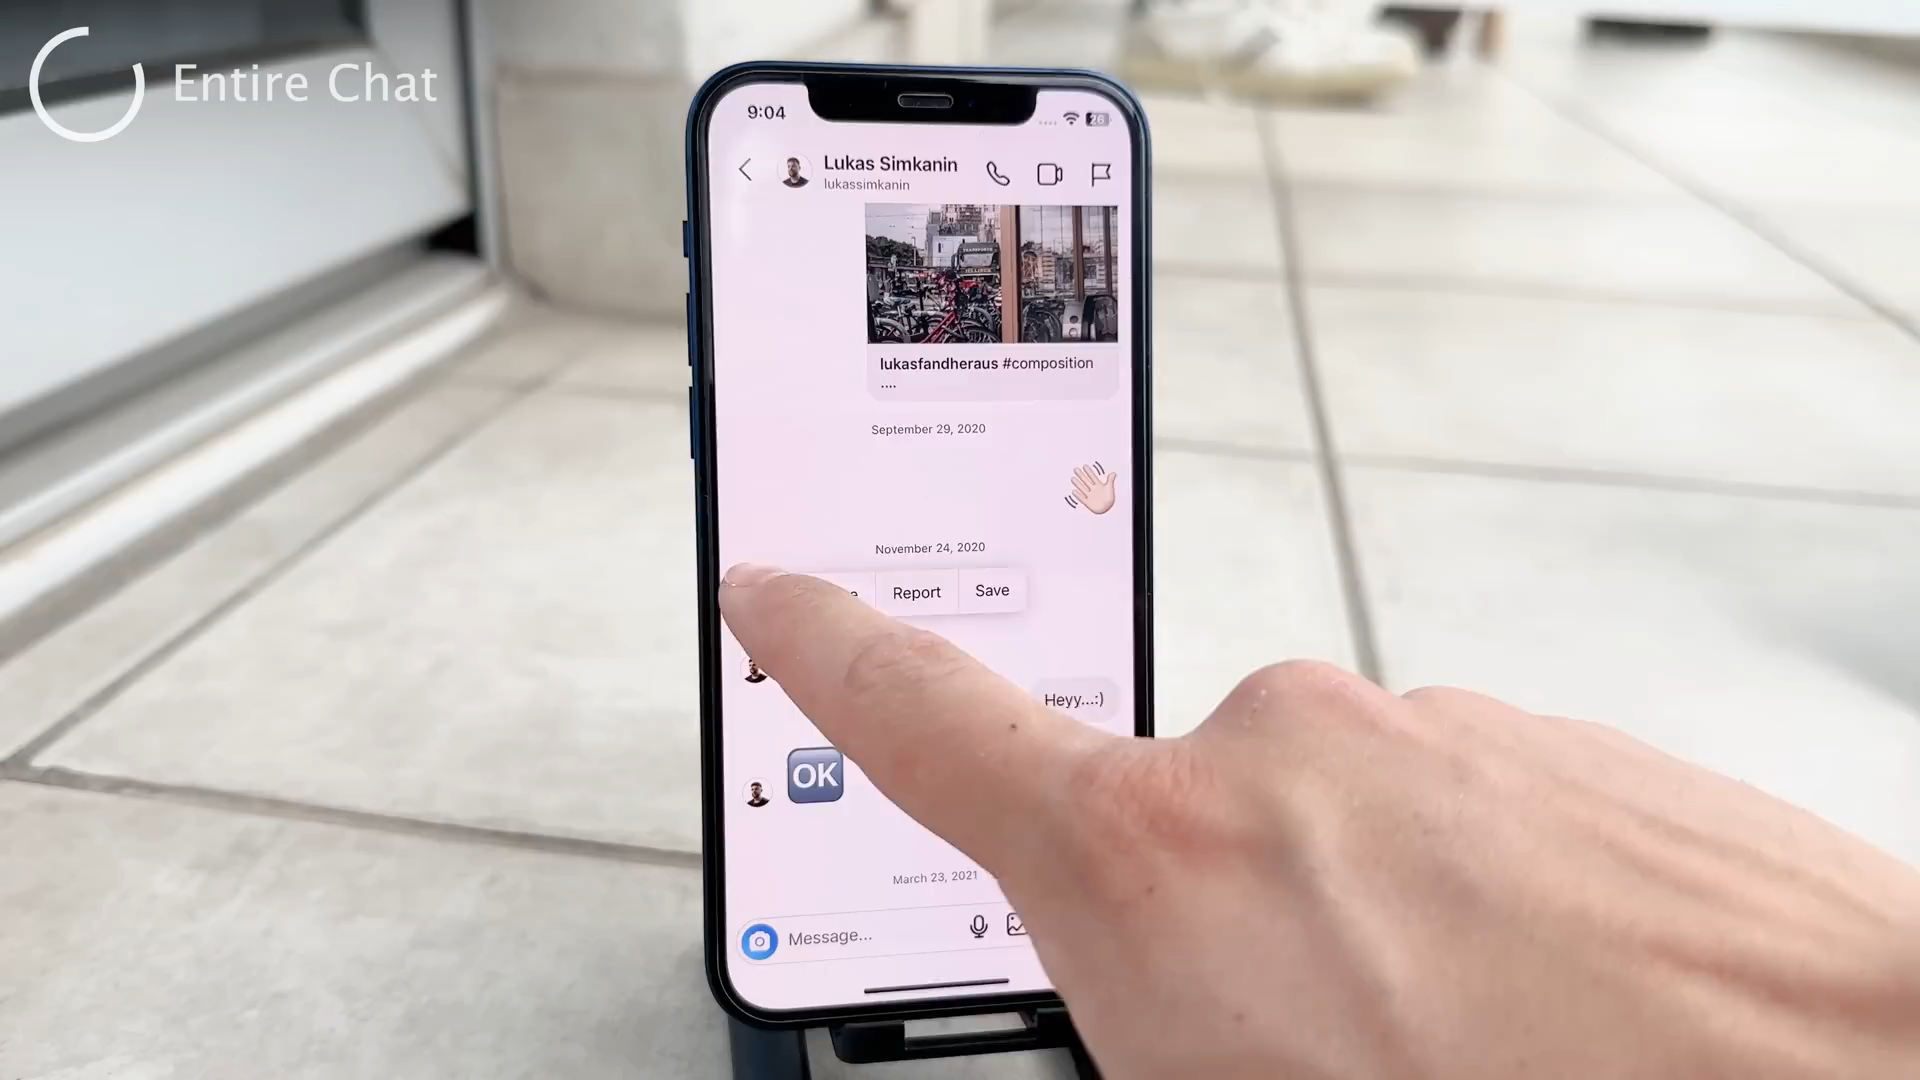 Entire Chat
9:04
26
Lukas Simkanin
lukassimkanin
lukasfandheraus #composition
....
September 29, 2020
November 24, 2020
Report Save
Heyy...:)
OK
March 23, 2021
Message...